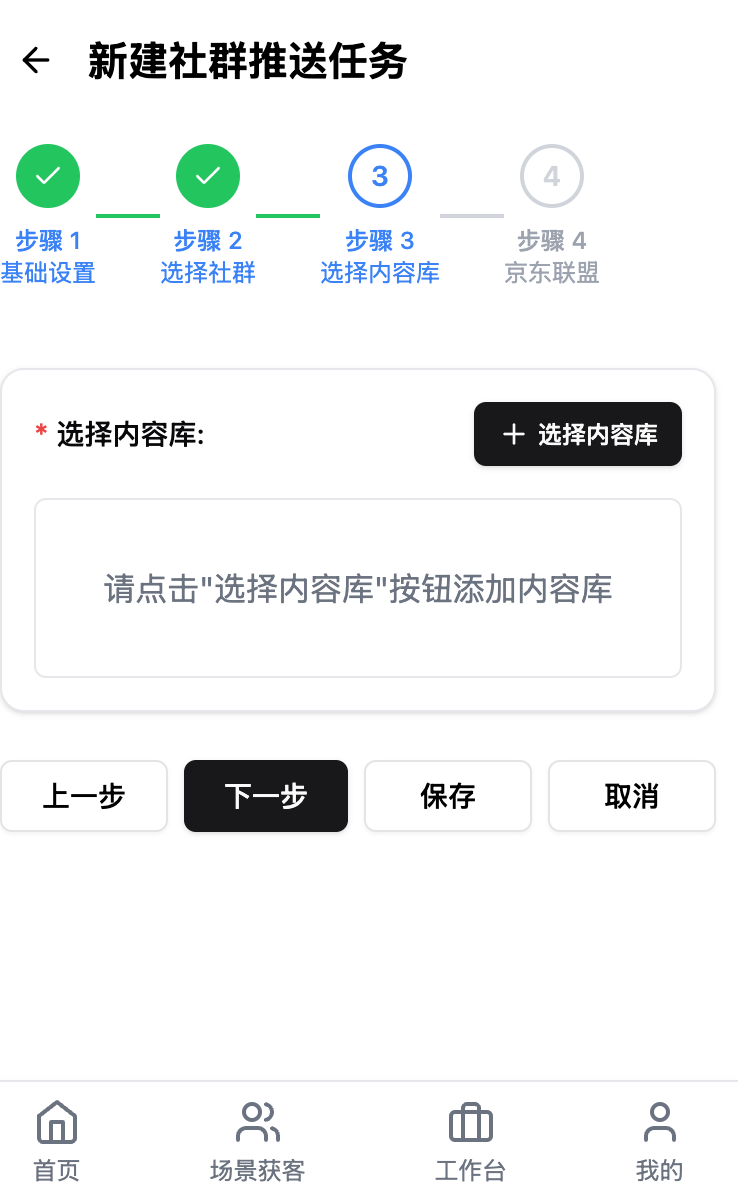 新建社群推送任务
3
4
步骤 1
步骤 2
步骤 3
步骤 4
基础设置
选择社群
选择内容库
京东联盟
* 选择内容库:
选择内容库
请点击"选择内容库"按钮添加内容库
上一步
下一步
保存
取消
首页
场景获客
工作台
我的